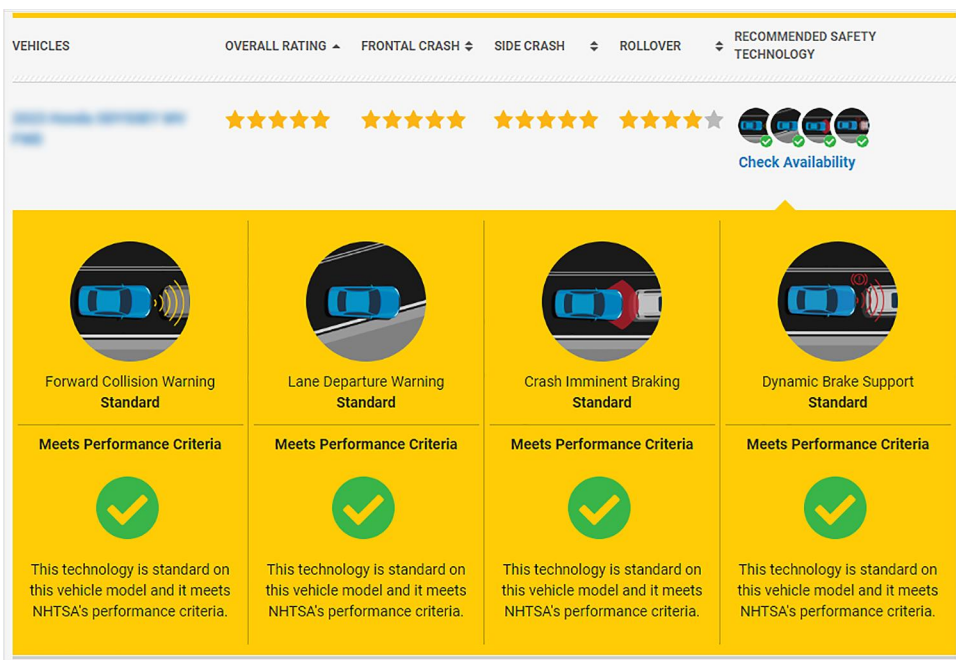 VEHICLES OVERALL RATING FRONTAL CRASH SIDE CRASH ROLLOVER RECOMMENDED SAFETY
TECHNOLOGY
Check Availability
Forward Collision Warning
Standard
Meets Performance Criteria
This technology is standard on
this vehicle model and it meets
NHTSA's performance criteria.
Lane Departure Warning
Standard
Meets Performance Criteria
This technology is standard on
this vehicle model and it meets
NHTSA's performance criteria.
Crash Imminent Braking
Standard
Meets Performance Criteria
This technology is standard on
this vehicle model and it meets
NHTSA's performance criteria.
Dynamic Brake Support
Standard
Meets Performance Criteria
This technology is standard on
this vehicle model and it meets
NHTSA's performance criteria.